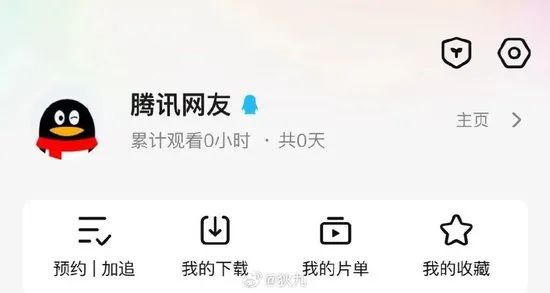 腾讯网友
累计观看0小时 · 共0天
主页
预约 | 加追
我的下载
我的片单
我的收藏
@狄九